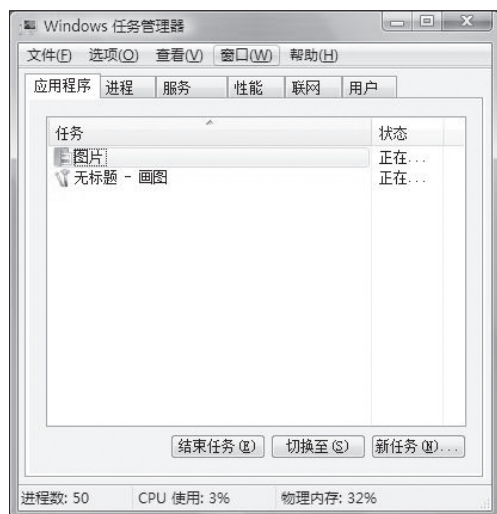 Windows 任务管理器
文件(F) 选项(O) 查看(V) 窗口(W) 帮助(H)
应用程序 进程 服务 性能 联网 用户
任务 状态
图片 正在...
无标题 - 画图 正在...
结束任务(E) 切换至(S) 新任务(N)...
进程数: 50 CPU 使用: 3% 物理内存: 32%